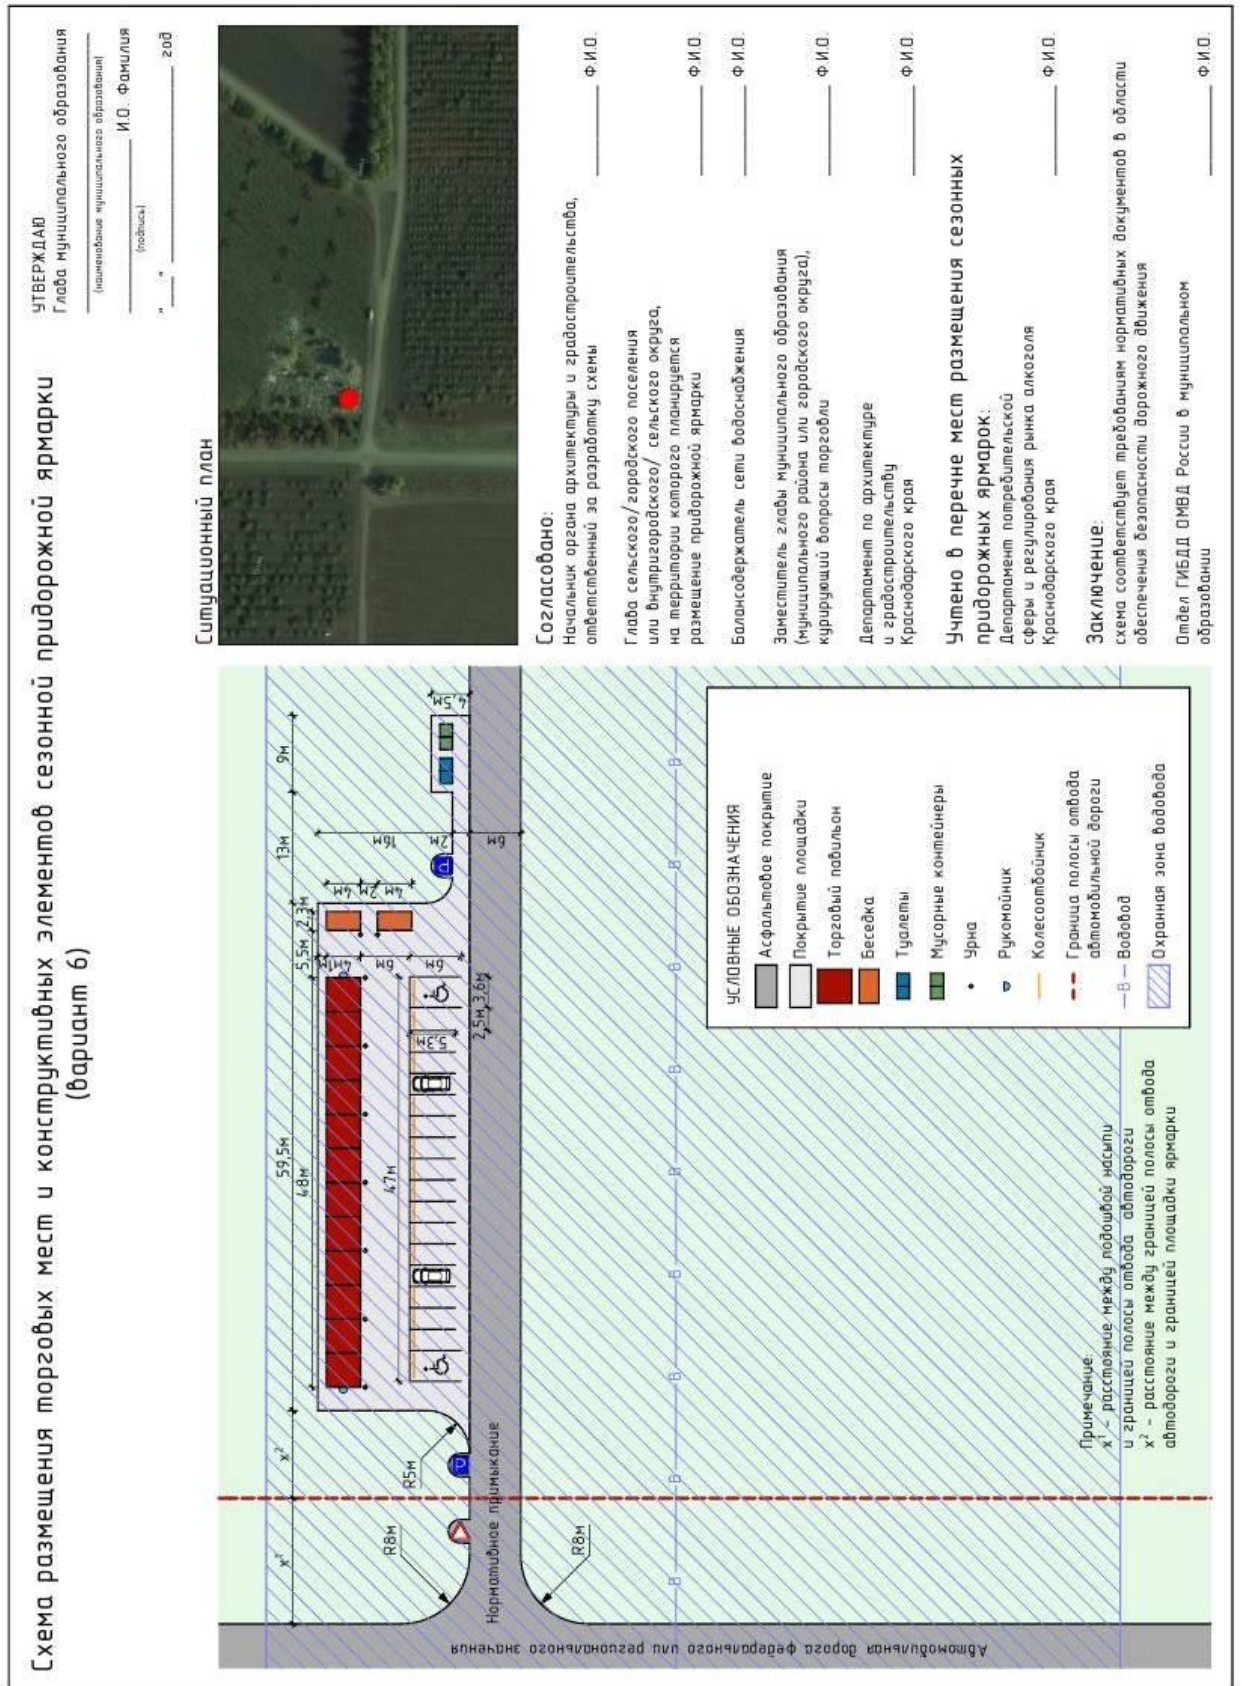 Схема размещения торговых мест и конструктивных элементов сезонной придорожной ярмарки
(вариант 6)
УТВЕРЖДАЮ
Глава муниципального образования
(наименование муниципального образования)
И.О. Фамилия
(подпись)
" " год
Ситуационный план
59,5м
48м
5,5м
2,3м
13м
9м
4,5м
16м
2м
6м
4м
2м
4м
4м
1м
6м
6м
47м
5,3м
2,5м
3,6м
x¹
x²
R5м
R8м
R8м
Нормативное примыкание
Автомобильная дорога федерального или регионального значения
В
В
В
В
В
В
В
Примечание:
x¹ - расстояние между подошвой насыпи
и границей полосы отвода автодороги
x² - расстояние между границей полосы отвода
автодороги и границей площадки ярмарки
УСЛОВНЫЕ ОБОЗНАЧЕНИЯ
Асфальтовое покрытие
Покрытие площадки
Торговый павильон
Беседка
Туалеты
Мусорные контейнеры
Урна
Рукомойник
Колесоотбойник
Граница полосы отвода
автомобильной дороги
—В— Водовод
Охранная зона водовода
Согласовано:
Начальник органа архитектуры и градостроительства,
ответственный за разработку схемы Ф.И.О.
Глава сельского/городского поселения
или внутригородского/ сельского округа,
на территории которого планируется
размещение придорожной ярмарки Ф.И.О.
Балансодержатель сети водоснабжения Ф.И.О.
Заместитель главы муниципального образования
(муниципального района или городского округа),
курирующий вопросы торговли Ф.И.О.
Департамент по архитектуре
и градостроительству
Краснодарского края Ф.И.О.
Учтено в перечне мест размещения сезонных
придорожных ярмарок:
Департамент потребительской
сферы и регулирования рынка алкоголя
Краснодарского края Ф.И.О.
Заключение:
схема соответствует требованиям нормативных документов в области
обеспечения безопасности дорожного движения
Отдел ГИБДД ОМВД России в муниципальном
образовании Ф.И.О.